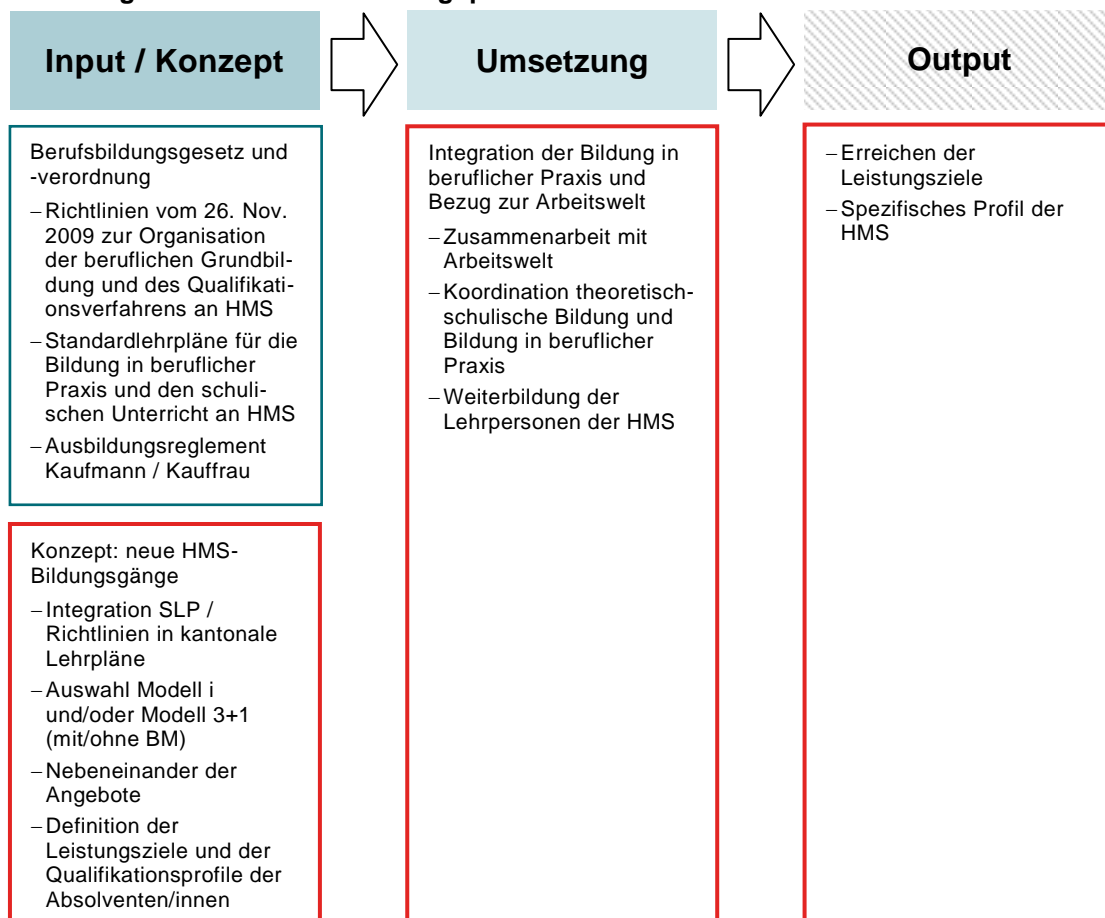 Input / Konzept
Umsetzung
Output
Berufsbildungsgesetz und
-verordnung
–Richtlinien vom 26. Nov.
2009 zur Organisation
der beruflichen Grundbil-
dung und des Qualifikati-
onsverfahrens an HMS
–Standardlehrpläne für die
Bildung in beruflicher
Praxis und den schuli-
schen Unterricht an HMS
–Ausbildungsreglement
Kaufmann / Kauffrau
Konzept: neue HMS-
Bildungsgänge
–Integration SLP /
Richtlinien in kantonale
Lehrpläne
–Auswahl Modell i
und/oder Modell 3+1
(mit/ohne BM)
–Nebeneinander der
Angebote
–Definition der
Leistungsziele und der
Qualifikationsprofile der
Absolventen/innen
Integration der Bildung in
beruflicher Praxis und
Bezug zur Arbeitswelt
–Zusammenarbeit mit
Arbeitswelt
–Koordination theoretisch-
schulische Bildung und
Bildung in beruflicher
Praxis
–Weiterbildung der
Lehrpersonen der HMS
–Erreichen der
Leistungsziele
–Spezifisches Profil der
HMS